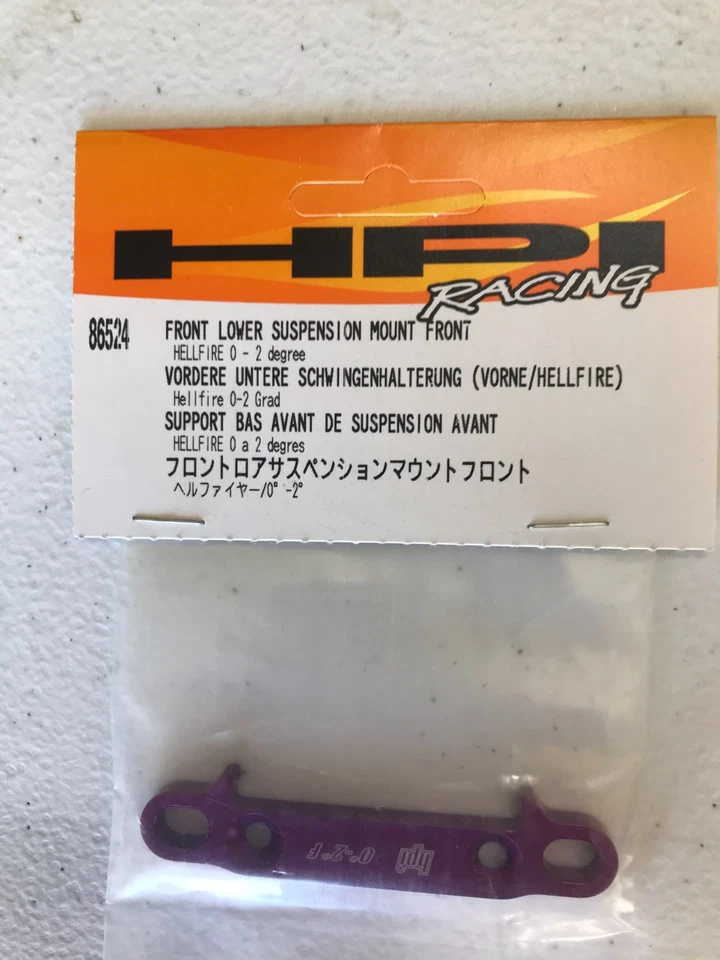 HPI
RACING
86524
FRONT LOWER SUSPENSION MOUNT FRONT
HELLFIRE 0 - 2 degree
VORDERE UNTERE SCHWINGENHALTERUNG (VORNE/HELLFIRE)
Hellfire 0-2 Grad
SUPPORT BAS AVANT DE SUSPENSION AVANT
HELLFIRE 0 a 2 degres
フロントロアサスペンションマウントフロント
ヘルファイヤー/0° -2°
hpi 0°-2°F